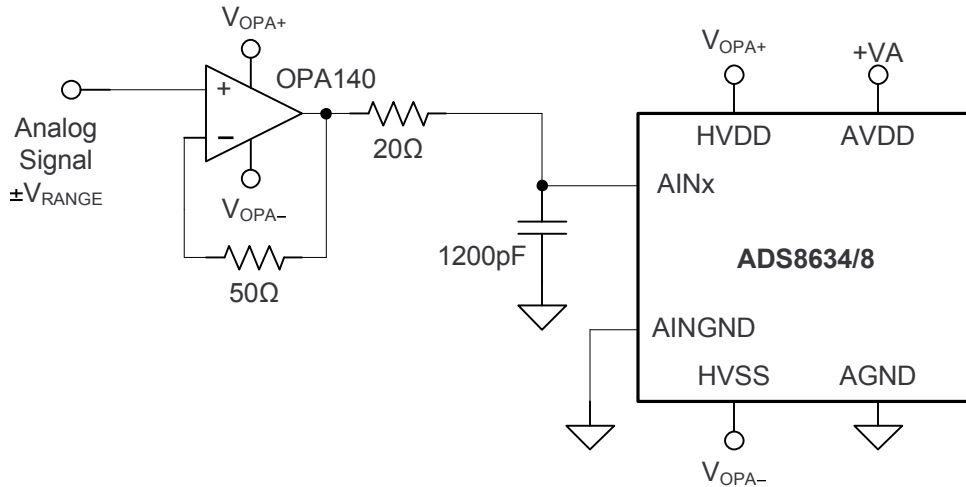 VOPA+
OPA140
+
−
Analog
Signal
±VRANGE
VOPA−
50Ω
20Ω
1200pF
VOPA+
+VA
HVDD
AVDD
AINx
ADS8634/8
AINGND
HVSS
AGND
VOPA−